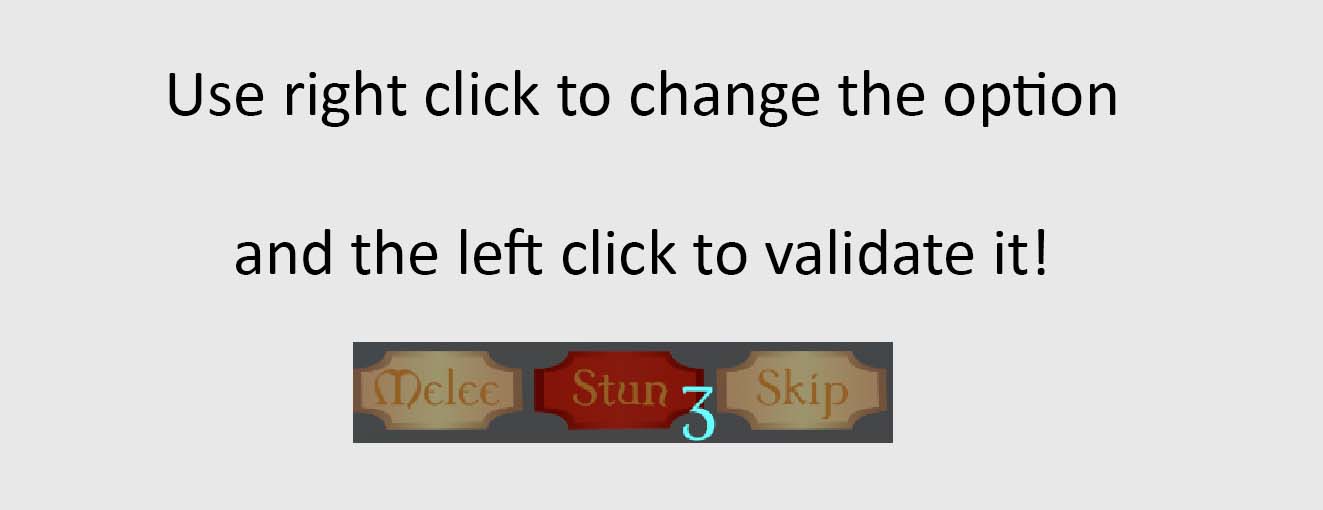 Use right click to change the option
and the left click to validate it!
Melee Stun 3 Skip